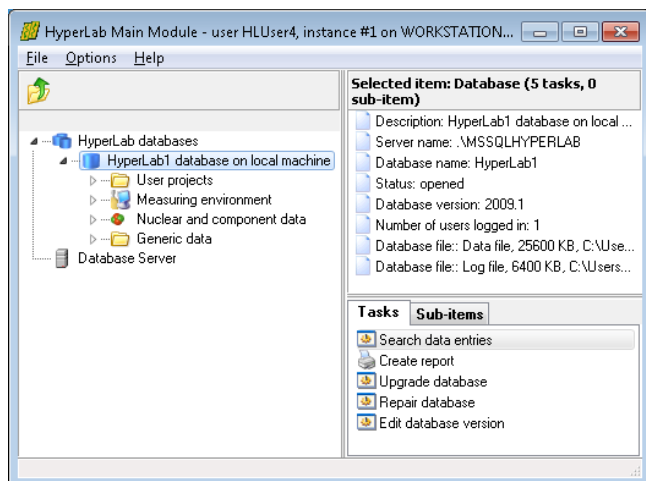 HyperLab Main Module - user HLUser4, instance #1 on WORKSTATION...
File Options Help
HyperLab databases
HyperLab1 database on local machine
User projects
Measuring environment
Nuclear and component data
Generic data
Database Server
Selected item: Database (5 tasks, 0
sub-item)
Description: HyperLab1 database on local ...
Server name: .\MSSQLHYPERLAB
Database name: HyperLab1
Status: opened
Database version: 2009.1
Number of users logged in: 1
Database file:: Data file, 25600 KB, C:\Use...
Database file:: Log file, 6400 KB, C:\Users...
Tasks Sub-items
Search data entries
Create report
Upgrade database
Repair database
Edit database version